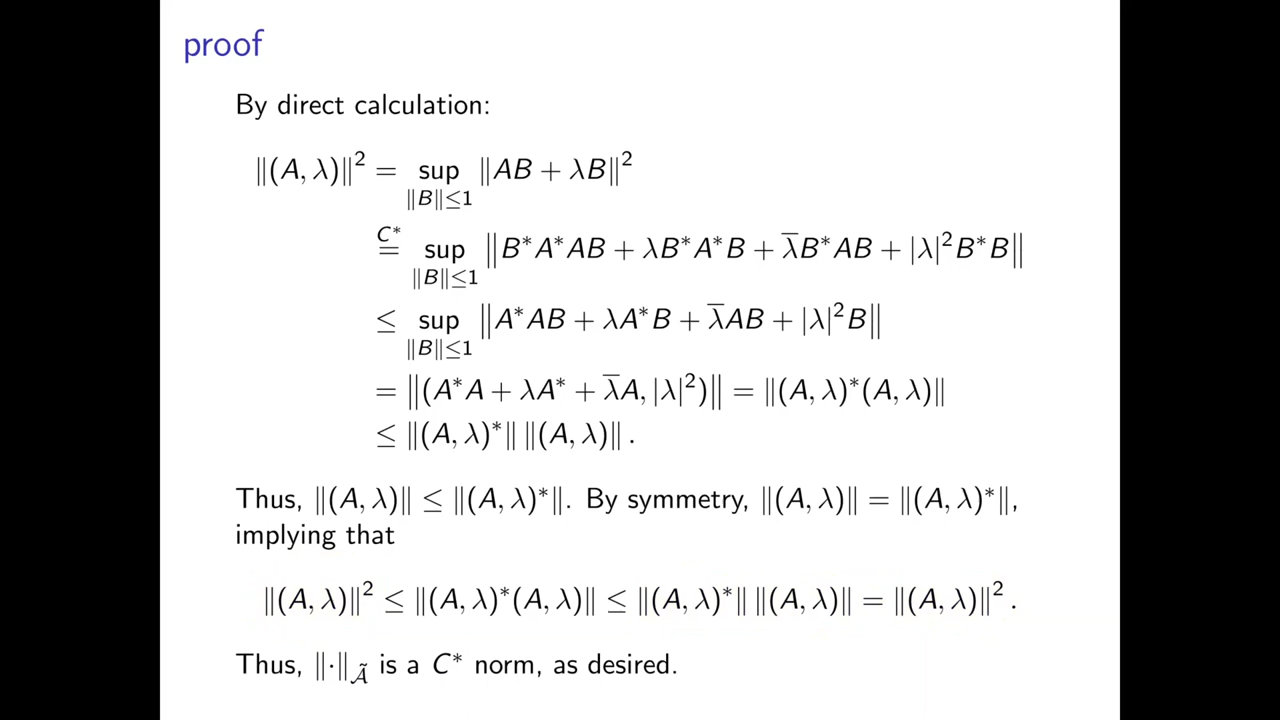 proof
By direct calculation:
‖(A, λ)‖² = sup_{‖B‖≤1} ‖AB + λB‖²
C*= sup_{‖B‖≤1} ‖B*A*AB + λB*A*B + λ̄B*AB + |λ|²B*B‖
≤ sup_{‖B‖≤1} ‖A*AB + λA*B + λ̄AB + |λ|²B‖
= ‖(A*A + λA* + λ̄A, |λ|²)‖ = ‖(A, λ)*(A, λ)‖
≤ ‖(A, λ)*‖ ‖(A, λ)‖ .
Thus, ‖(A, λ)‖ ≤ ‖(A, λ)*‖. By symmetry, ‖(A, λ)‖ = ‖(A, λ)*‖,
implying that
‖(A, λ)‖² ≤ ‖(A, λ)*(A, λ)‖ ≤ ‖(A, λ)*‖ ‖(A, λ)‖ = ‖(A, λ)‖² .
Thus, ‖·‖_Ã is a C* norm, as desired.